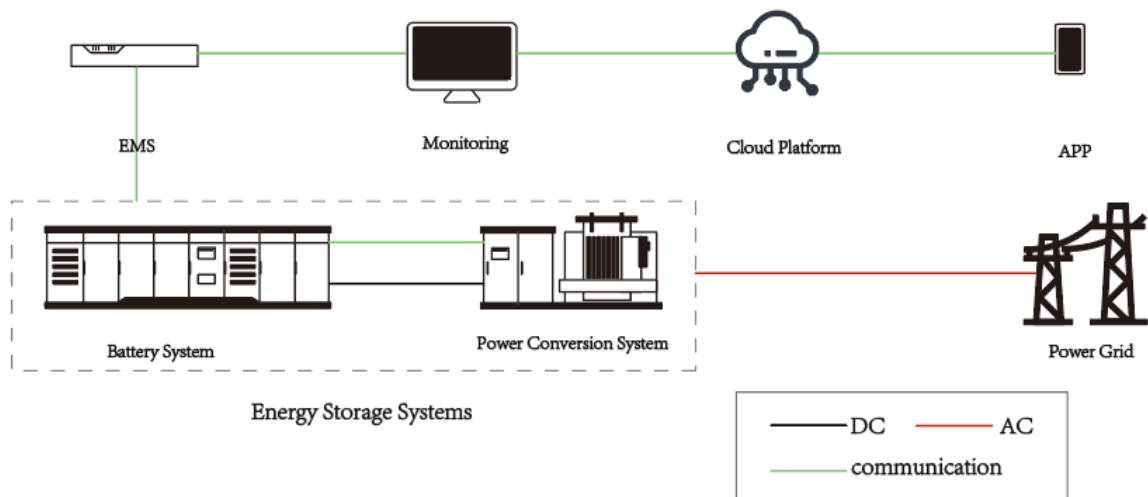 EMS
Monitoring
Cloud Platform
APP
Battery System
Power Conversion System
Power Grid
Energy Storage Systems
DC
AC
communication